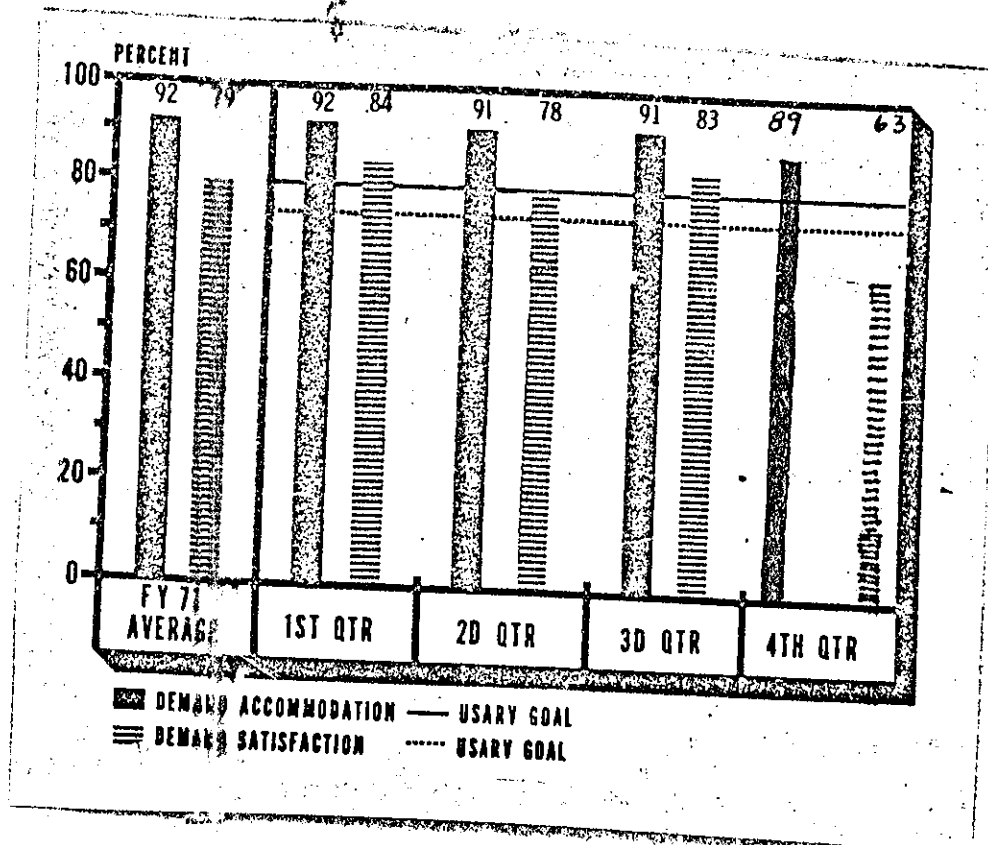 PERCENT
100
92 79 92 84 91 78 91 83 89 63
80
60
40
20
0
FY 71 AVERAGE
1ST QTR
2D QTR
3D QTR
4TH QTR
DEMAND ACCOMMODATION USARV GOAL
DEMAND SATISFACTION USARV GOAL